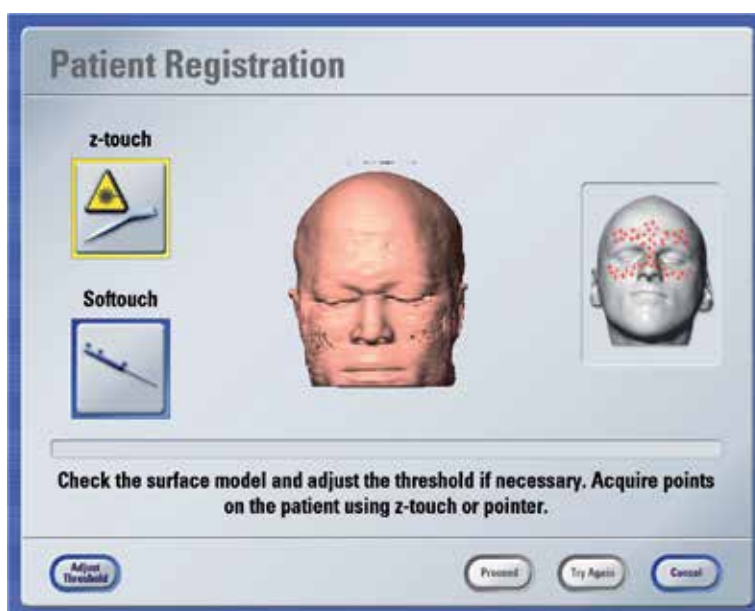 Patient Registration
z-touch
Softouch
Check the surface model and adjust the threshold if necessary. Acquire points
on the patient using z-touch or pointer.
Adjust
Threshold
Proceed
Try Again
Cancel